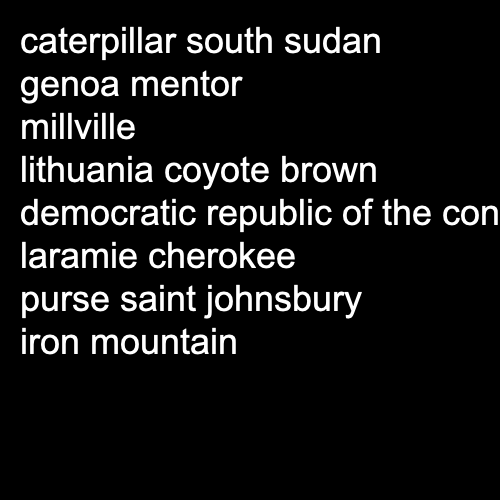 caterpillar south sudan
genoa mentor
millville
lithuania coyote brown
democratic republic of the con
laramie cherokee
purse saint johnsbury
iron mountain